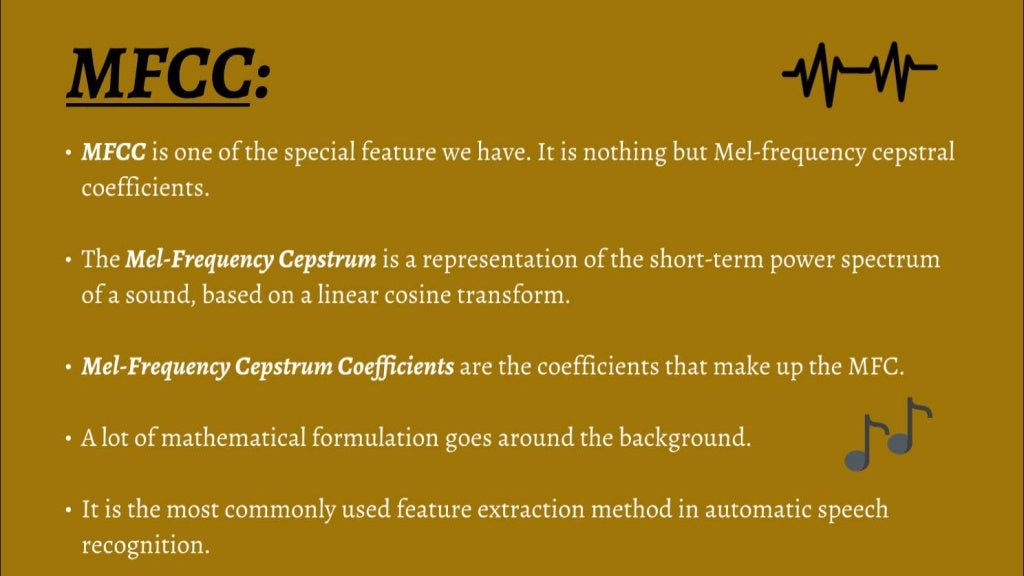 MFCC:
• MFCC is one of the special feature we have. It is nothing but Mel-frequency cepstral
coefficients.
• The Mel-Frequency Cepstrum is a representation of the short-term power spectrum
of a sound, based on a linear cosine transform.
• Mel-Frequency Cepstrum Coefficients are the coefficients that make up the MFC.
• A lot of mathematical formulation goes around the background.
• It is the most commonly used feature extraction method in automatic speech
recognition.